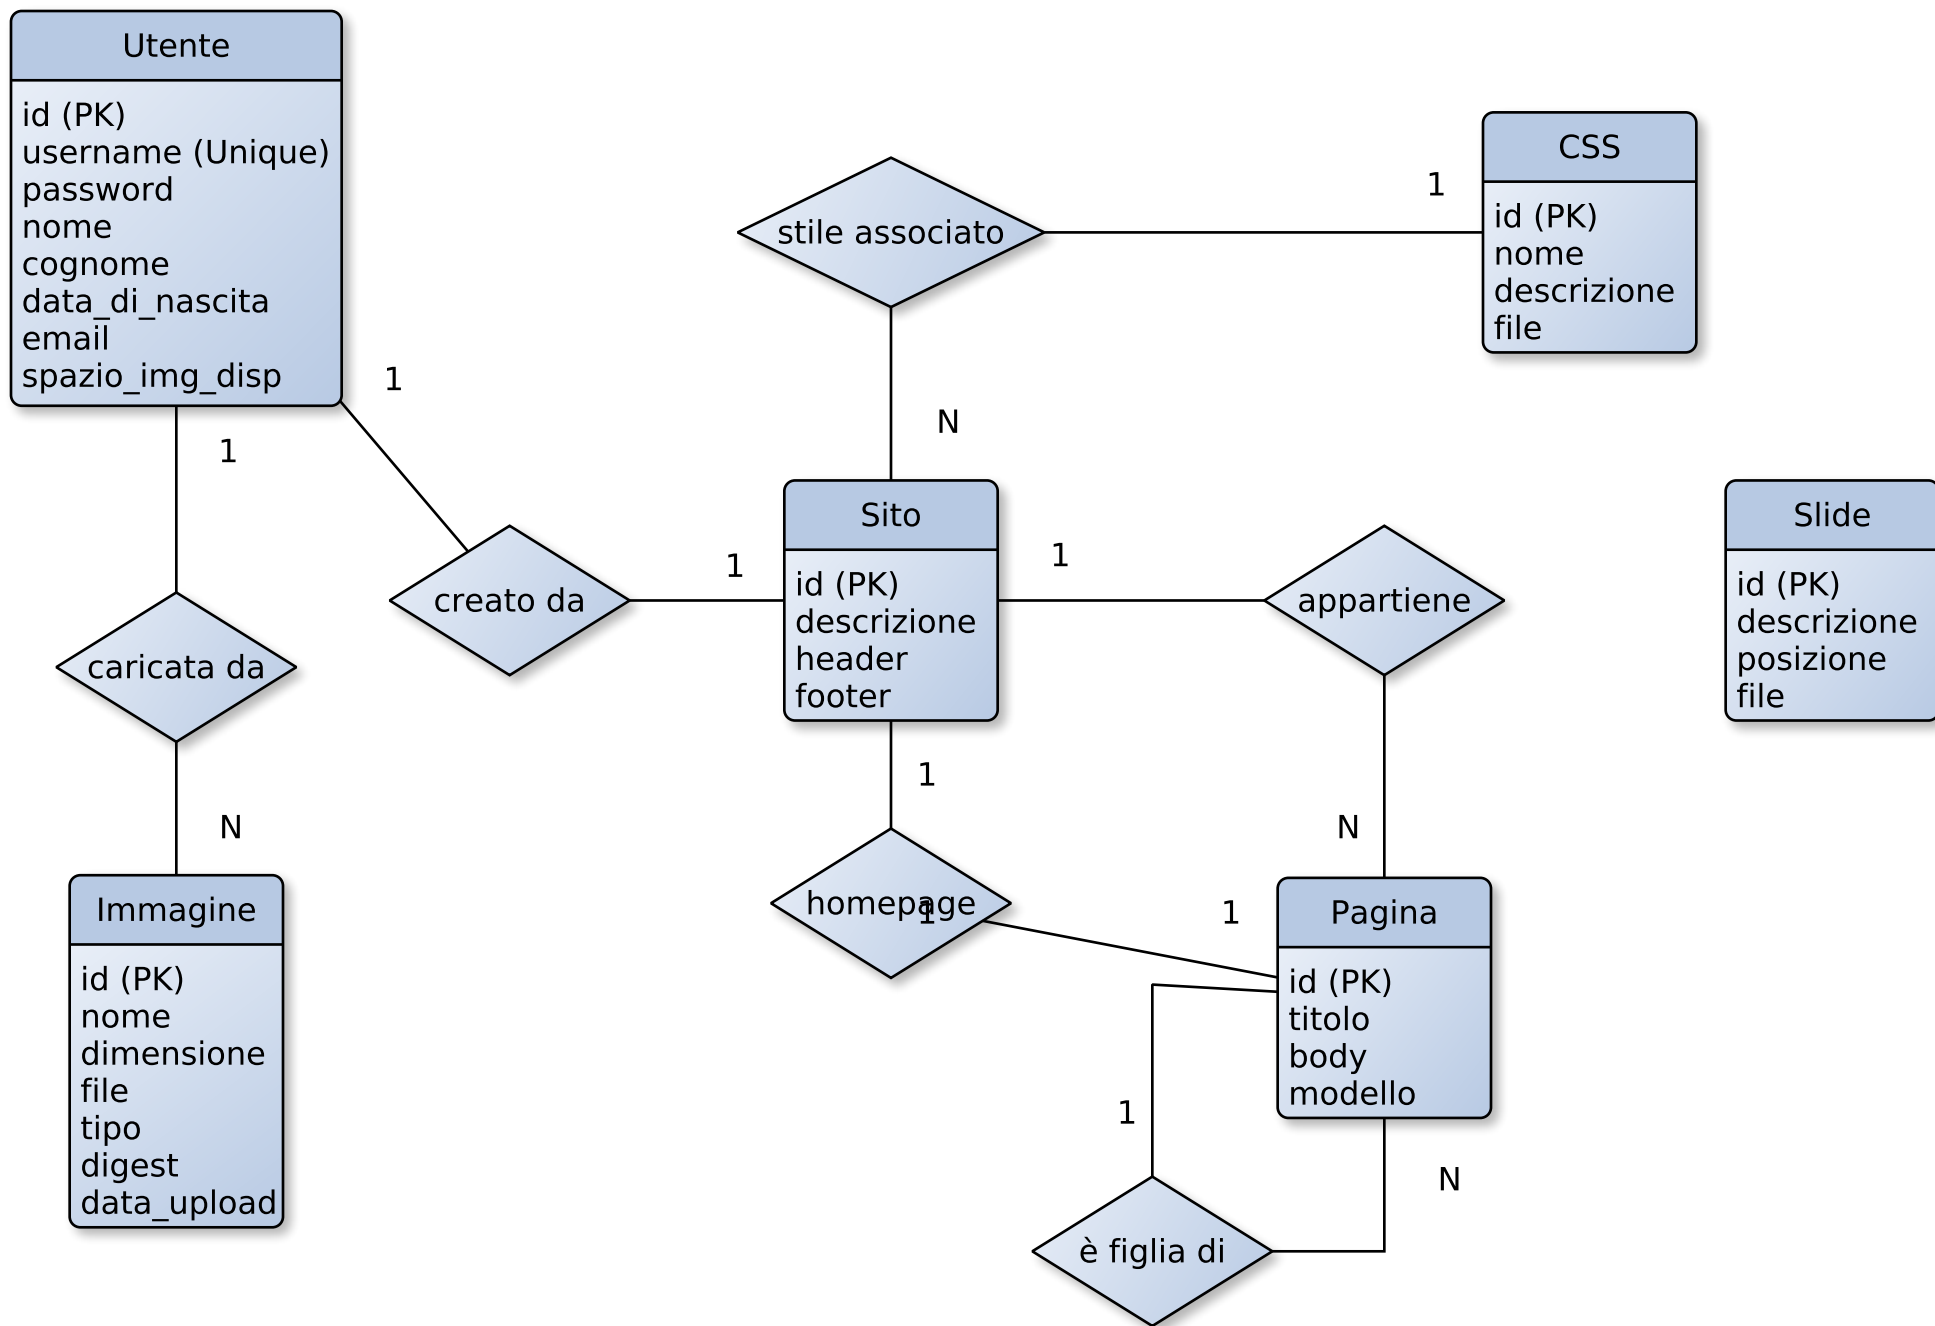 Utente
id (PK)
username (Unique)
password
nome
cognome
data_di_nascita
email
spazio_img_disp
CSS
id (PK)
nome
descrizione
file
stile associato
1
N
1
1
1
creato da
1
Sito
id (PK)
descrizione
header
footer
1
appartiene
N
Slide
id (PK)
descrizione
posizione
file
caricata da
N
Immagine
id (PK)
nome
dimensione
file
tipo
digest
data_upload
1
homepage
1
1
Pagina
id (PK)
titolo
body
modello
1
N
è figlia di